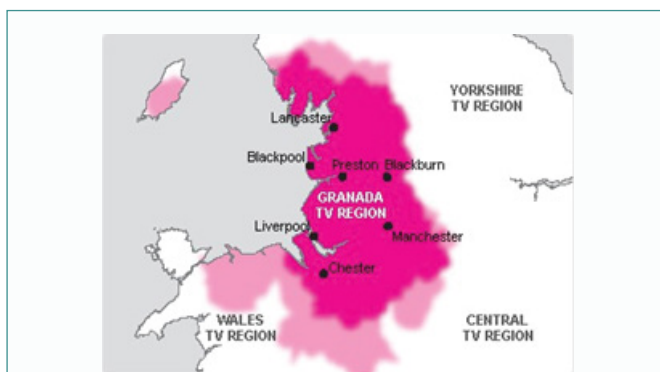 YORKSHIRE
TV REGION
Lancaster
Blackpool
Preston
Blackburn
GRANADA
TV REGION
Liverpool
Manchester
Chester
WALES
TV REGION
CENTRAL
TV REGION